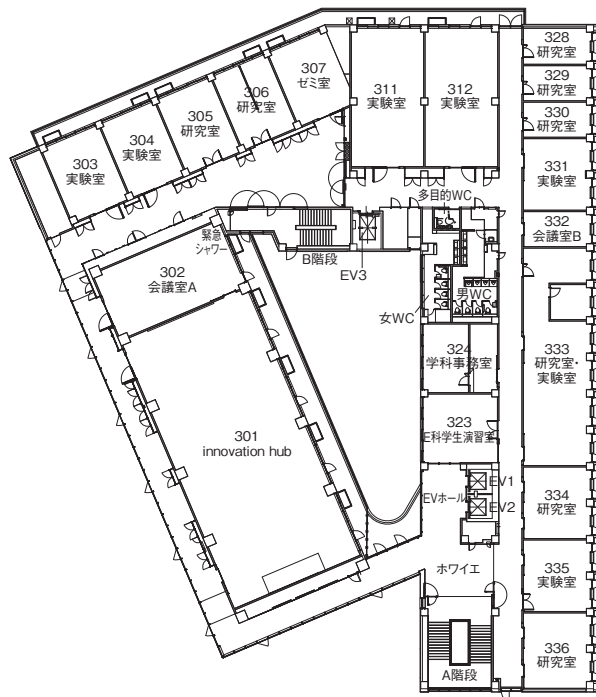 328
研究室
329
研究室
330
研究室
331
実験室
332
会議室B
333
研究室・
実験室
334
研究室
335
実験室
336
研究室
307
ゼミ室
306
研究室
305
研究室
304
実験室
303
実験室
311
実験室
312
実験室
多目的WC
緊急
シャワー
B階段
EV3
302
会議室A
女WC
男WC
324
学科事務室
323
E科学生演習室
301
innovation hub
EVホール
EV1
EV2
ホワイエ
A階段